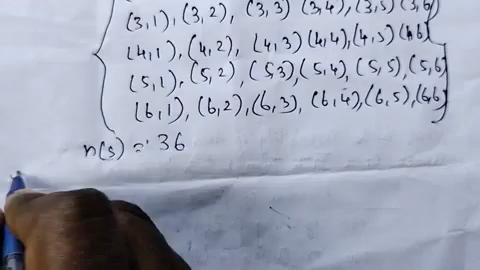 (3,1), (3,2), (3,3) (3,4), (3,5) (3,6)
(4,1), (4,2), (4,3) (4,4), (4,5) (4,6)
(5,1), (5,2), (5,3), (5,4), (5,5), (5,6)
(6,1), (6,2), (6,3), (6,4), (6,5), (6,6)
n(s) = 36